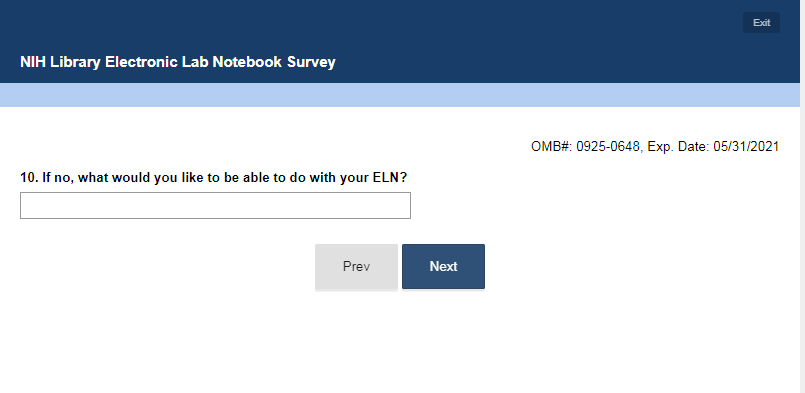 Exit
NIH Library Electronic Lab Notebook Survey
OMB#: 0925-0648, Exp. Date: 05/31/2021
10. If no, what would you like to be able to do with your ELN?
Prev Next